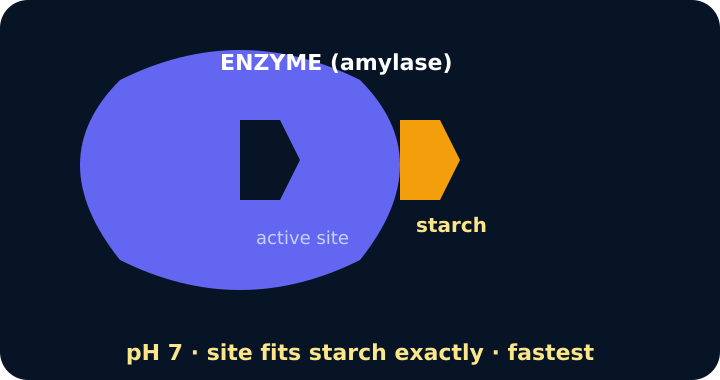 ENZYME (amylase)
starch
active site
pH 7 · site fits starch exactly · fastest